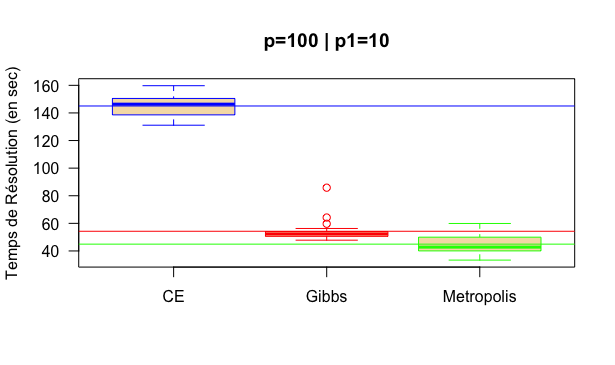 p=100 | p1=10
Temps de Résolution (en sec)
160
140
120
100
80
60
40
CE
Gibbs
Metropolis